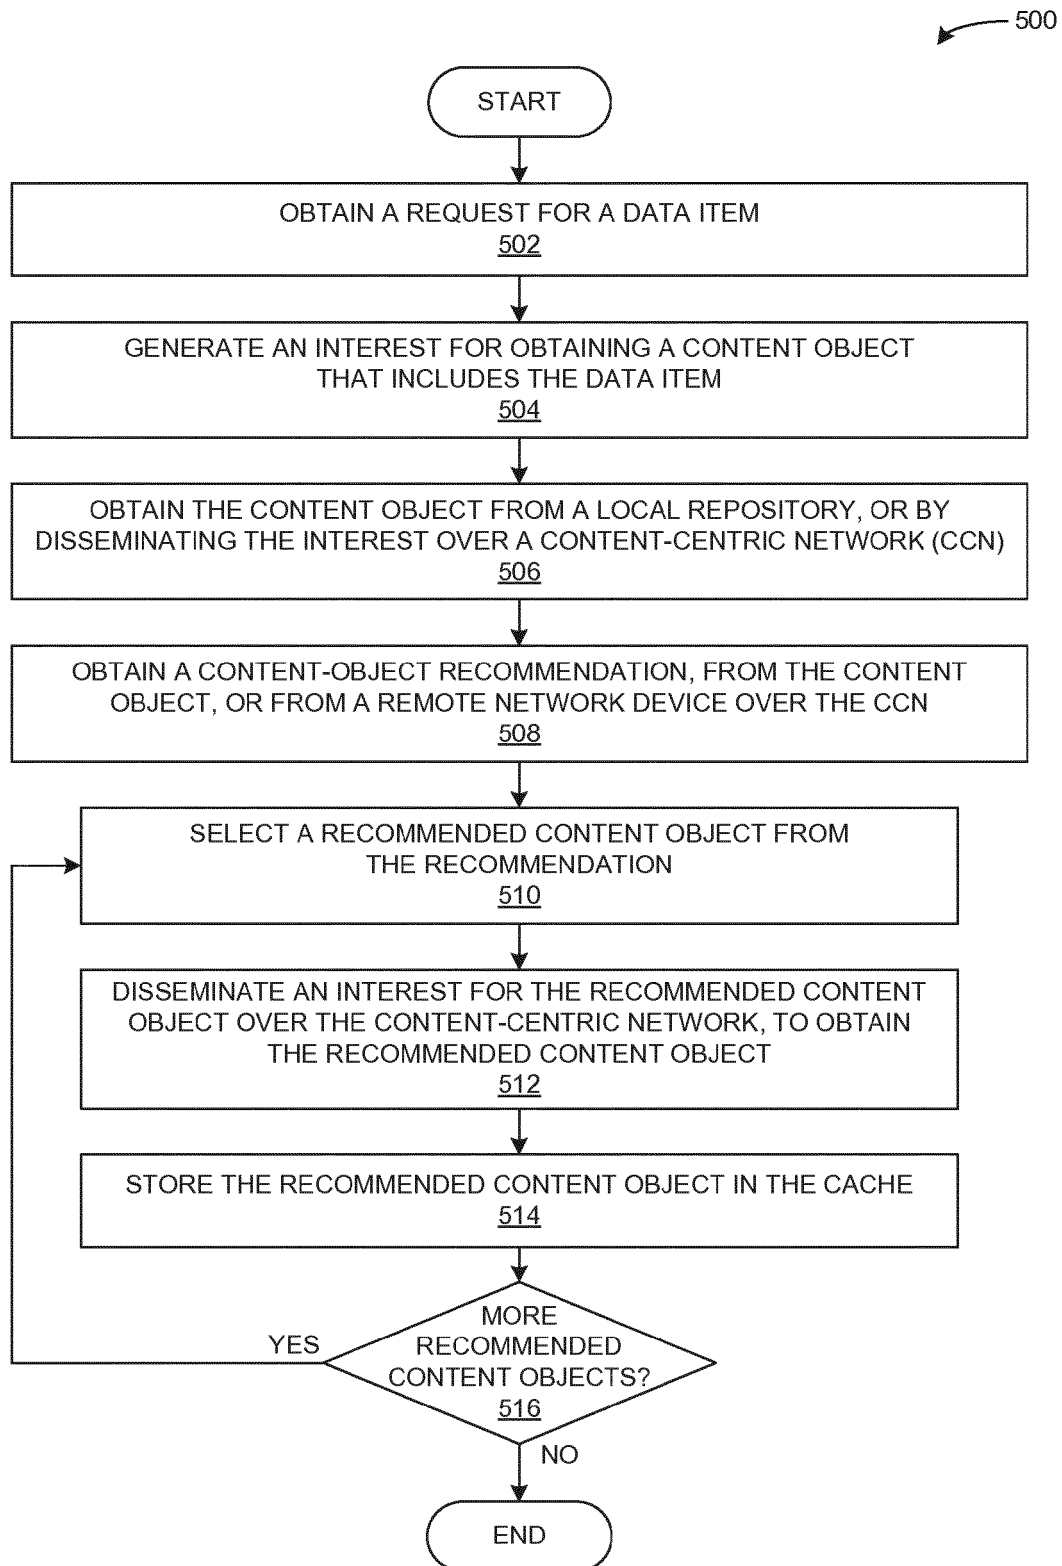 500
START
OBTAIN A REQUEST FOR A DATA ITEM
502
GENERATE AN INTEREST FOR OBTAINING A CONTENT OBJECT
THAT INCLUDES THE DATA ITEM
504
OBTAIN THE CONTENT OBJECT FROM A LOCAL REPOSITORY, OR BY
DISSEMINATING THE INTEREST OVER A CONTENT-CENTRIC NETWORK (CCN)
506
OBTAIN A CONTENT-OBJECT RECOMMENDATION, FROM THE CONTENT
OBJECT, OR FROM A REMOTE NETWORK DEVICE OVER THE CCN
508
SELECT A RECOMMENDED CONTENT OBJECT FROM
THE RECOMMENDATION
510
DISSEMINATE AN INTEREST FOR THE RECOMMENDED CONTENT
OBJECT OVER THE CONTENT-CENTRIC NETWORK, TO OBTAIN
THE RECOMMENDED CONTENT OBJECT
512
STORE THE RECOMMENDED CONTENT OBJECT IN THE CACHE
514
MORE
RECOMMENDED
CONTENT OBJECTS?
516
YES
NO
END